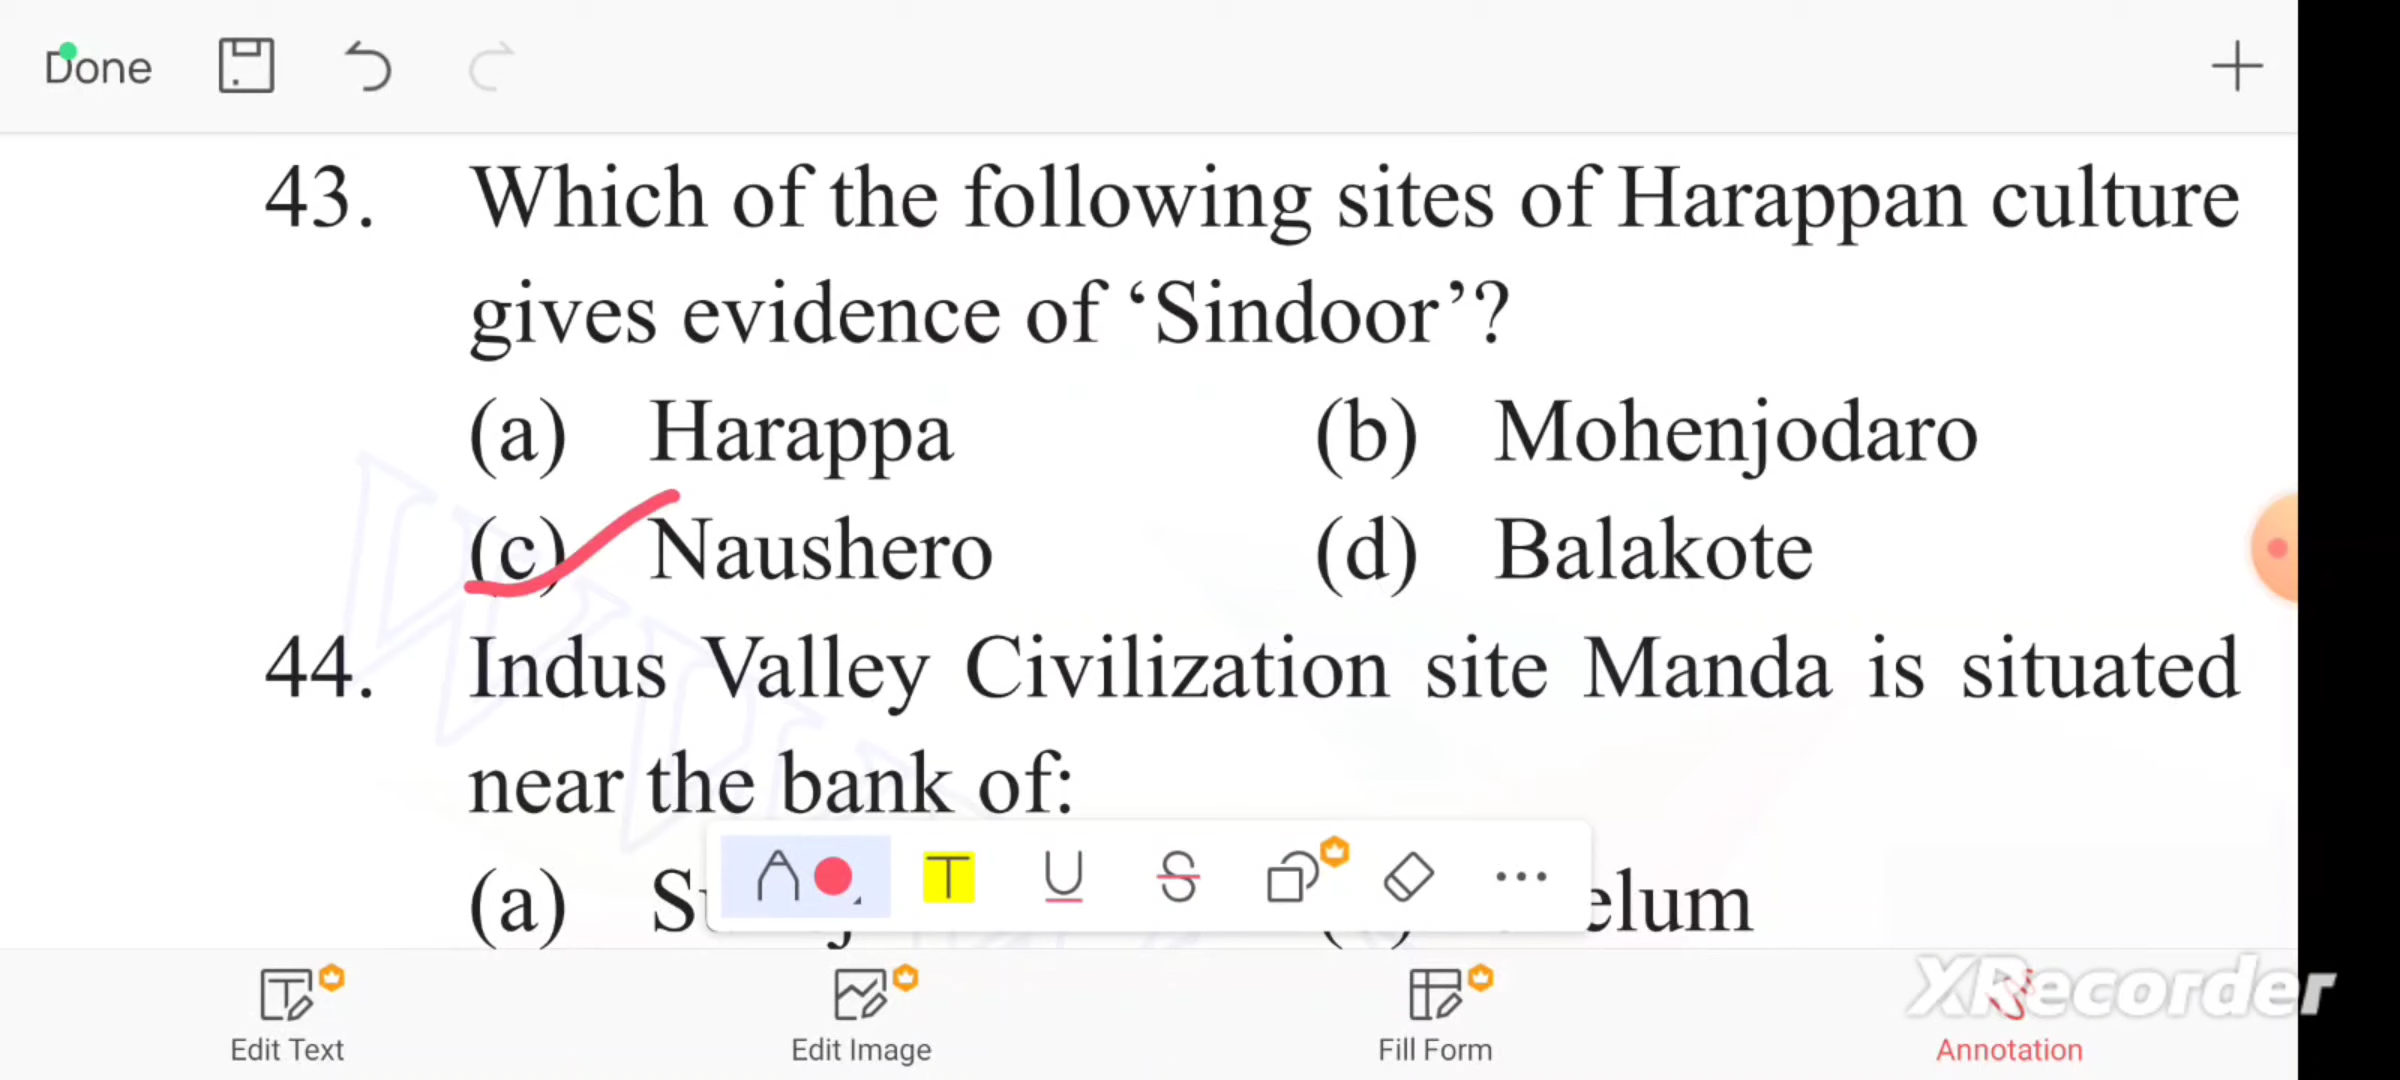 Done
43. Which of the following sites of Harappan culture
gives evidence of ‘Sindoor’?
(a) Harappa (b) Mohenjodaro
(c) Naushero (d) Balakote
44. Indus Valley Civilization site Manda is situated
near the bank of:
(a) S elum
Edit Text Edit Image Fill Form Annotation
XRecorder